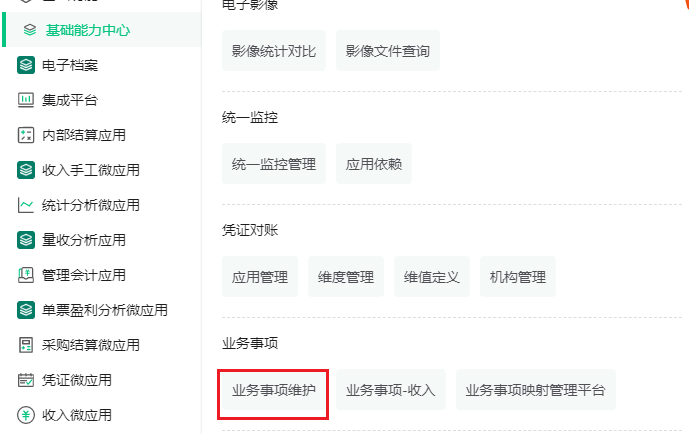 电子影像
基础能力中心
影像统计对比 影像文件查询
电子档案
集成平台
统一监控
内部结算应用
统一监控管理 应用依赖
收入手工微应用
统计分析微应用
凭证对账
量收分析应用
应用管理 维度管理 维值定义 机构管理
管理会计应用
单票盈利分析微应用
业务事项
采购结算微应用
业务事项维护 业务事项-收入 业务事项映射管理平台
凭证微应用
收入微应用